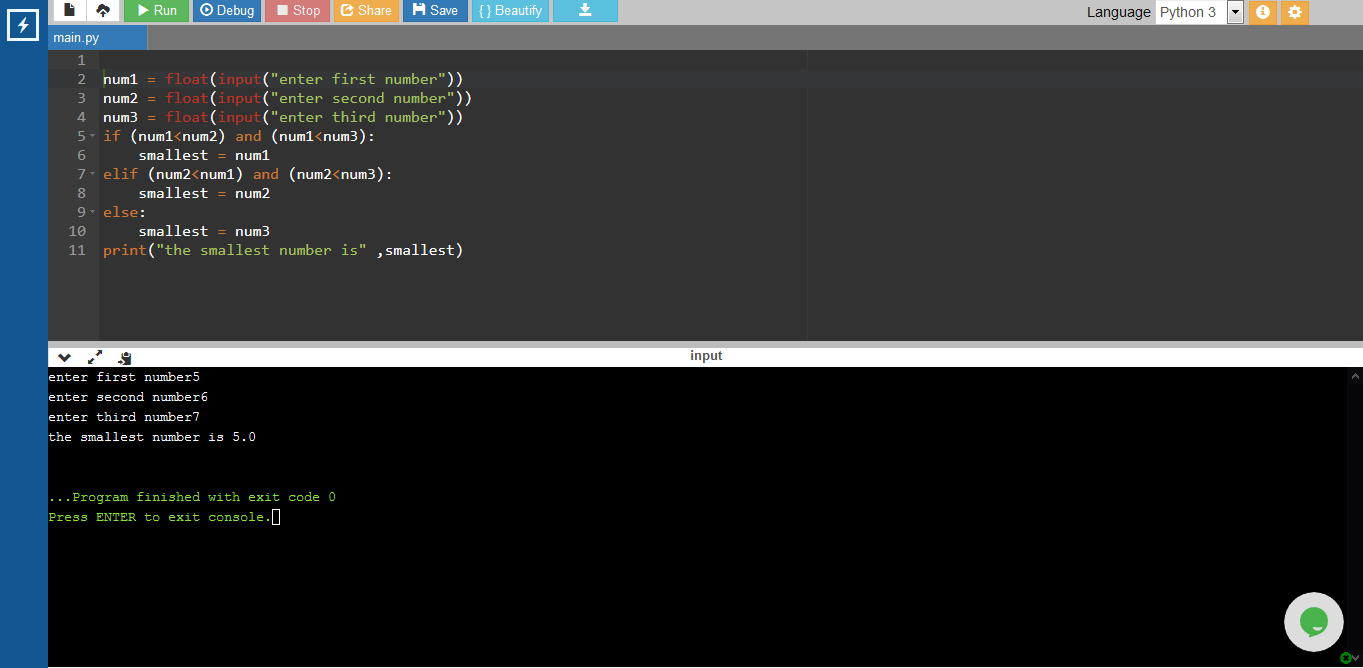 Run Debug Stop Share Save { } Beautify Language Python 3
main.py
1
2 num1 = float(input("enter first number"))
3 num2 = float(input("enter second number"))
4 num3 = float(input("enter third number"))
5 if (num1<num2) and (num1<num3):
6     smallest = num1
7 elif (num2<num1) and (num2<num3):
8     smallest = num2
9 else:
10     smallest = num3
11 print("the smallest number is" ,smallest)
input
enter first number5
enter second number6
enter third number7
the smallest number is 5.0
...Program finished with exit code 0
Press ENTER to exit console.